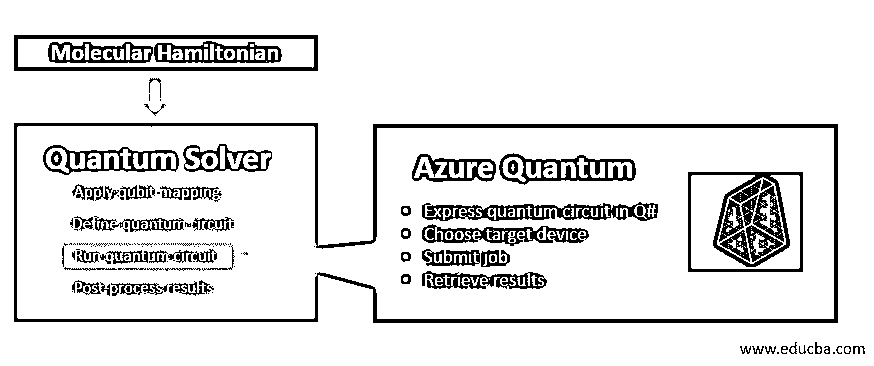 Molecular Hamiltonian
Quantum Solver
Apply qubit mapping
Define quantum circuit
Run quantum circuit
Post-process results
Azure Quantum
Express quantum circuit in Q#
Choose target device
Submit job
Retrieve results
www.educba.com